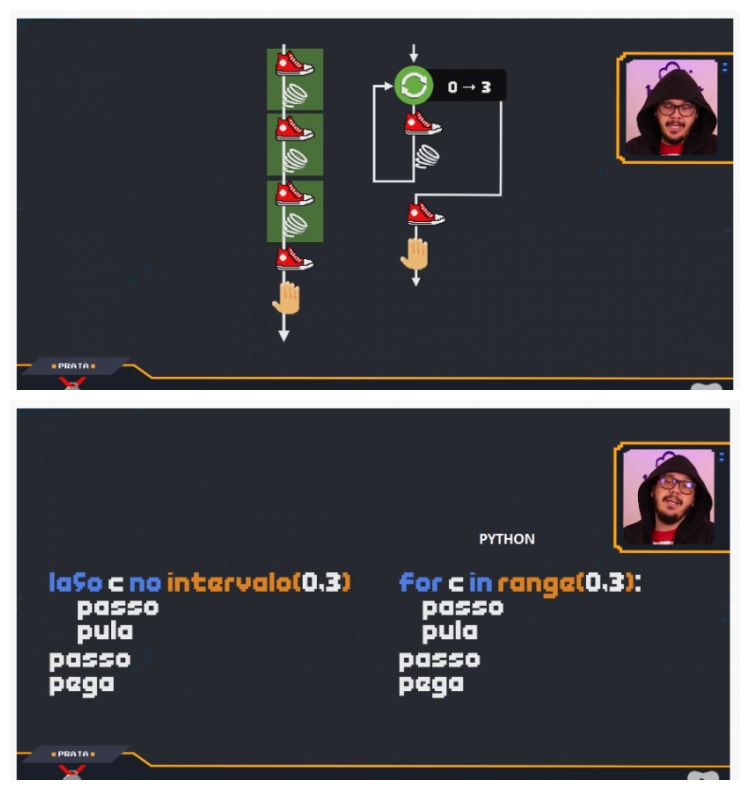 0 → 3
PRATA
PYTHON
laço c no intervalo(0,3)
passo
pula
passo
pega
for c in range(0,3):
passo
pula
passo
pega
PRATA